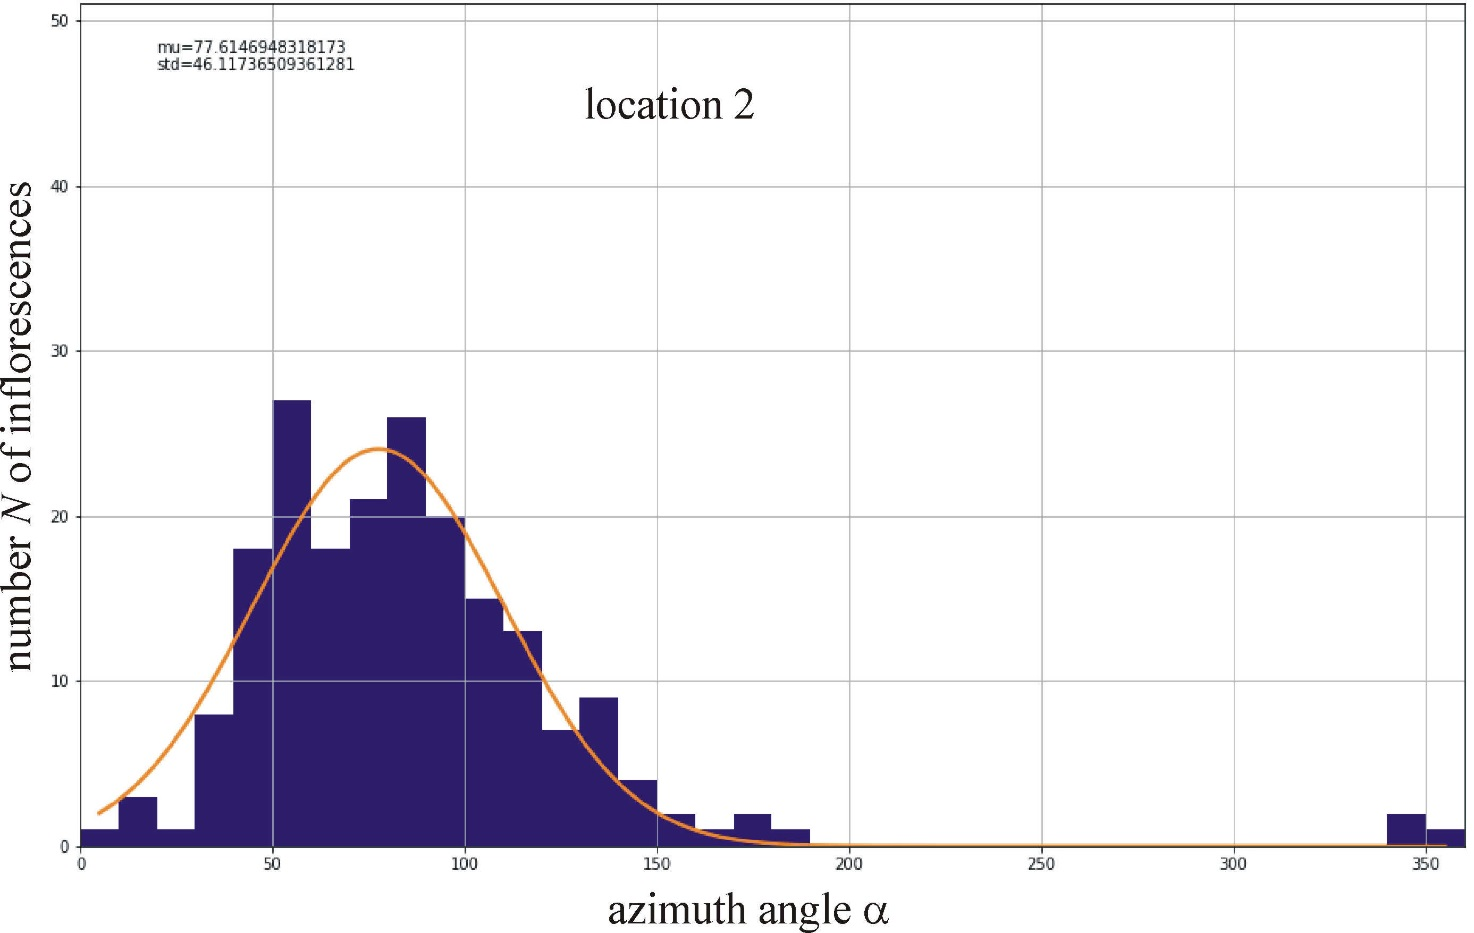 50
mu=77.6146948318173
std=46.11736509361281
location 2
40
30
20
10
0
number N of inflorescences
0 50 100 150 200 250 300 350
azimuth angle α